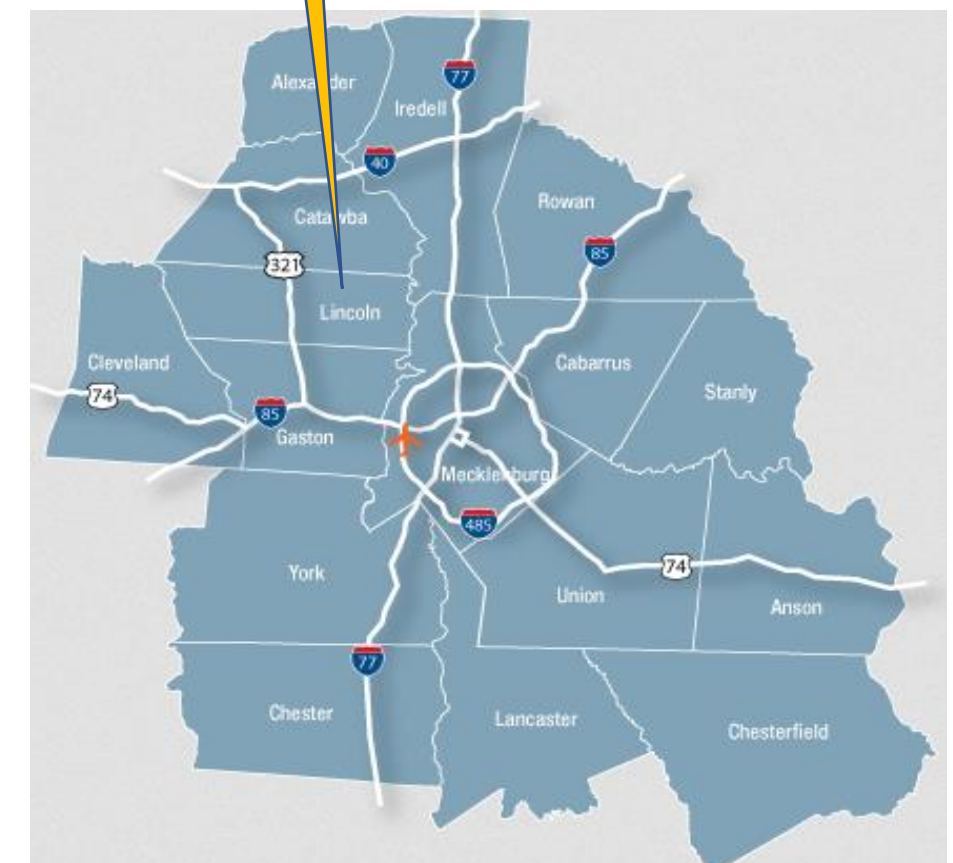 77
Alexander
Iredell
40
Rowan
Catawba
85
321
Lincoln
Cleveland
Cabarrus
Stanly
74
85
Gaston
Mecklenburg
485
74
York
Union
Anson
77
Chester
Lancaster
Chesterfield